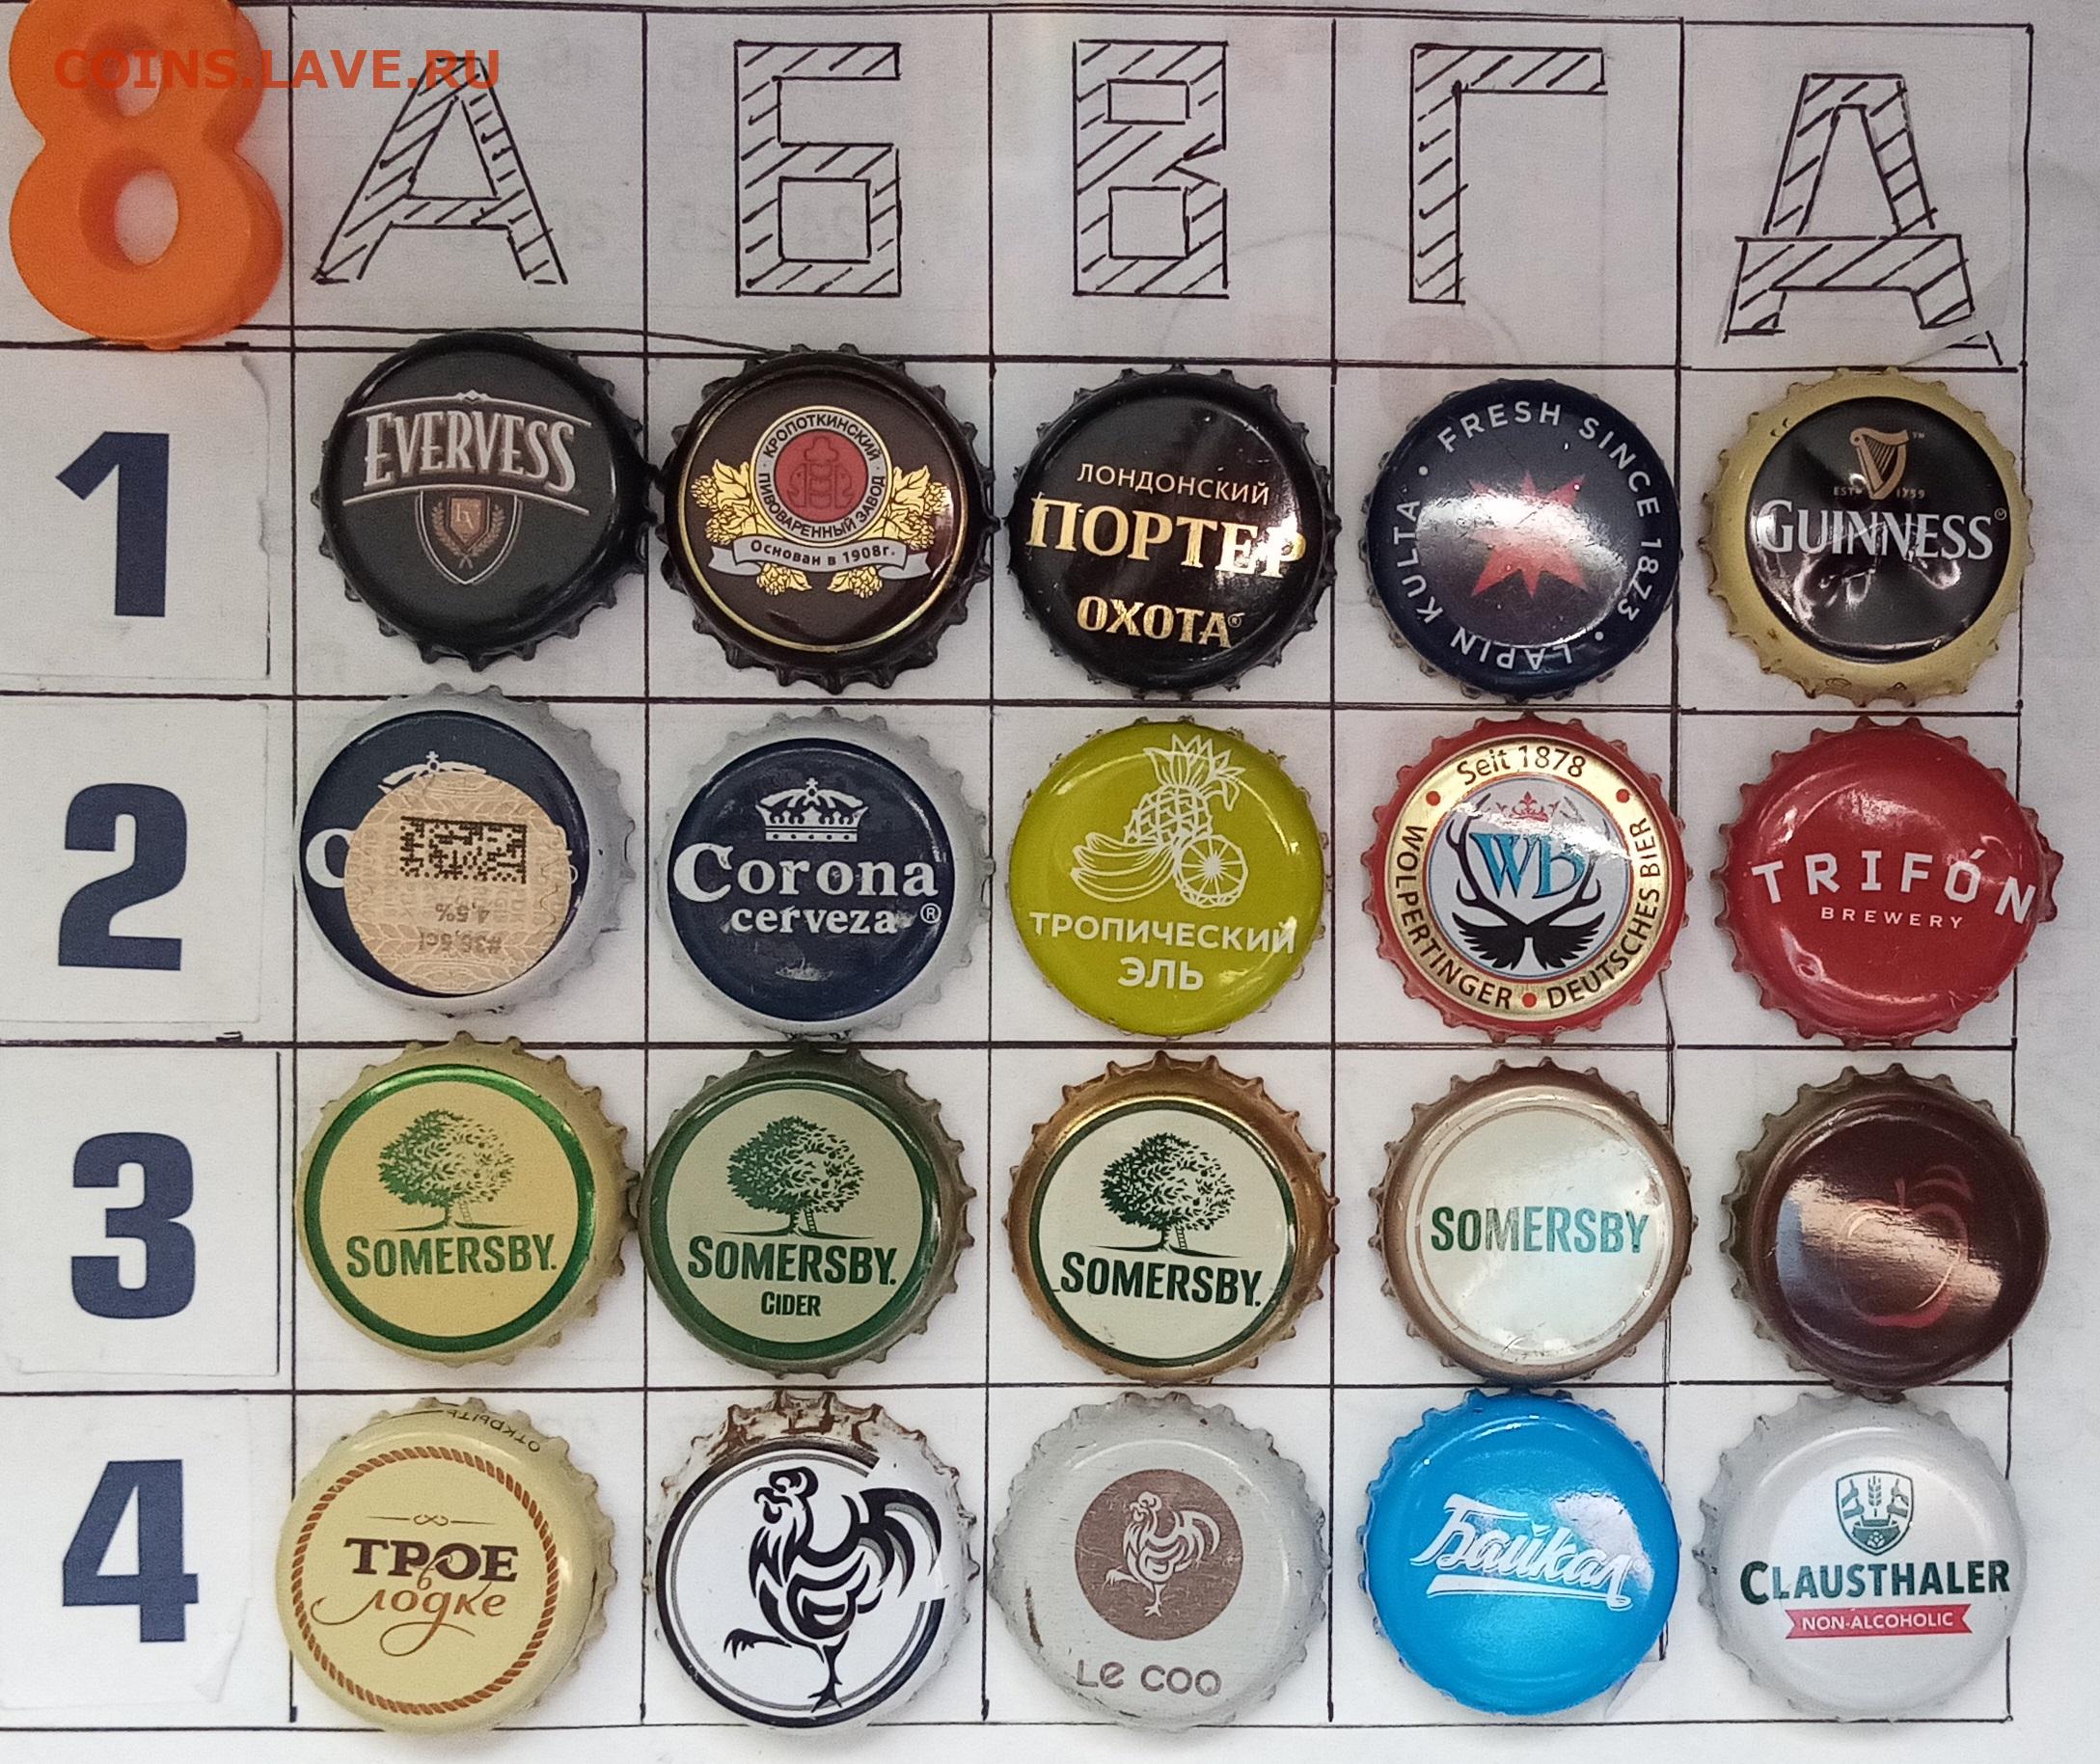 COINS.LAVE.RU
8
А Б В Г Д
1
EVERVESS
КРОПОТКИНСКИЙ
ПИВОВАРЕННЫЙ ЗАВОД
Основан в 1908г.
ЛОНДОНСКИЙ
ПОРТЕР
ОХОТА®
• FRESH SINCE 1873 • LAPIN KULTA
EST 1759
GUINNESS®
2
C
4,5%
Corona
cerveza ®
ТРОПИЧЕСКИЙ
ЭЛЬ
Seit 1878
WB
WOLPERTINGER • DEUTSCHES BIER
TRIFÓN
BREWERY
3
SOMERSBY.
SOMERSBY.
CIDER
SOMERSBY.
SOMERSBY
4
ОТКРЫТЬ
ТРОЕ
в
лодке
Le COQ
Байкал
CLAUSTHALER
NON-ALCOHOLIC